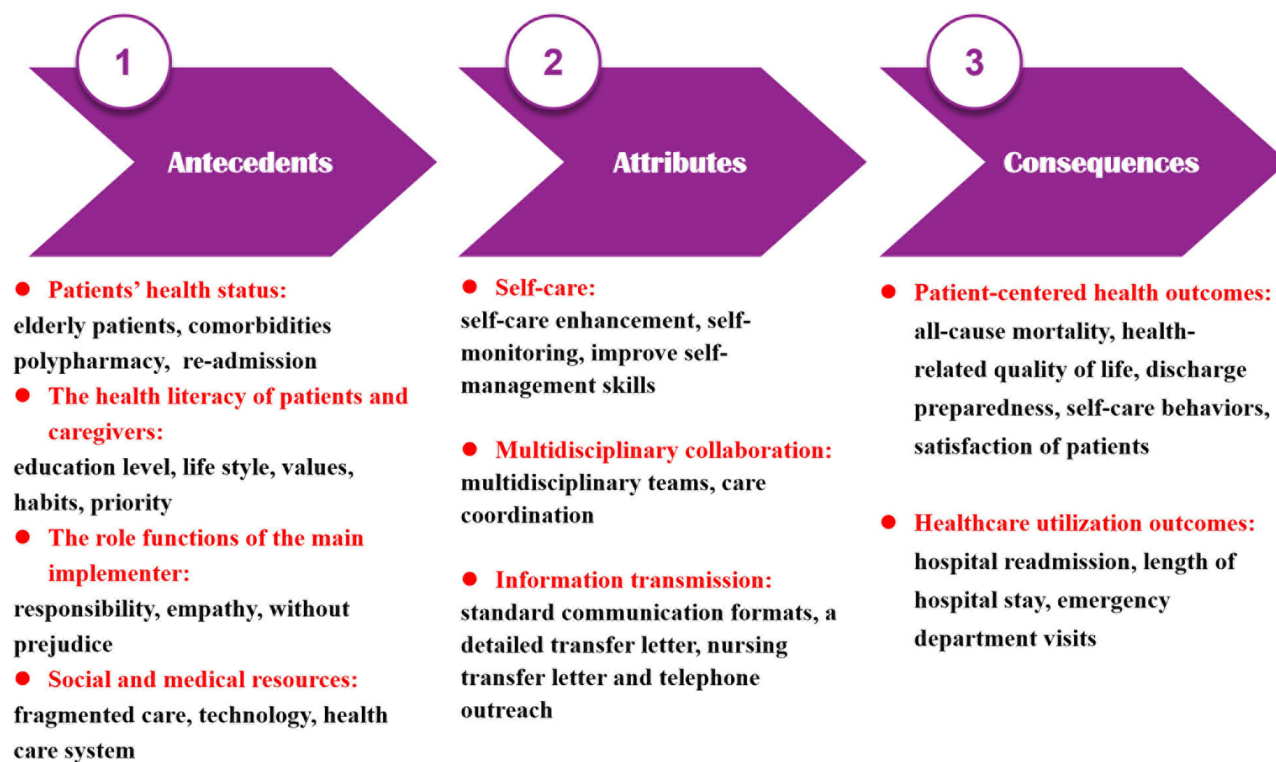 1
Antecedents
● Patients’ health status:
elderly patients, comorbidities
polypharmacy, re-admission
● The health literacy of patients and
caregivers:
education level, life style, values,
habits, priority
● The role functions of the main
implementer:
responsibility, empathy, without
prejudice
● Social and medical resources:
fragmented care, technology, health
care system
2
Attributes
● Self-care:
self-care enhancement, self-
monitoring, improve self-
management skills
● Multidisciplinary collaboration:
multidisciplinary teams, care
coordination
● Information transmission:
standard communication formats, a
detailed transfer letter, nursing
transfer letter and telephone
outreach
3
Consequences
● Patient-centered health outcomes:
all-cause mortality, health-
related quality of life, discharge
preparedness, self-care behaviors,
satisfaction of patients
● Healthcare utilization outcomes:
hospital readmission, length of
hospital stay, emergency
department visits